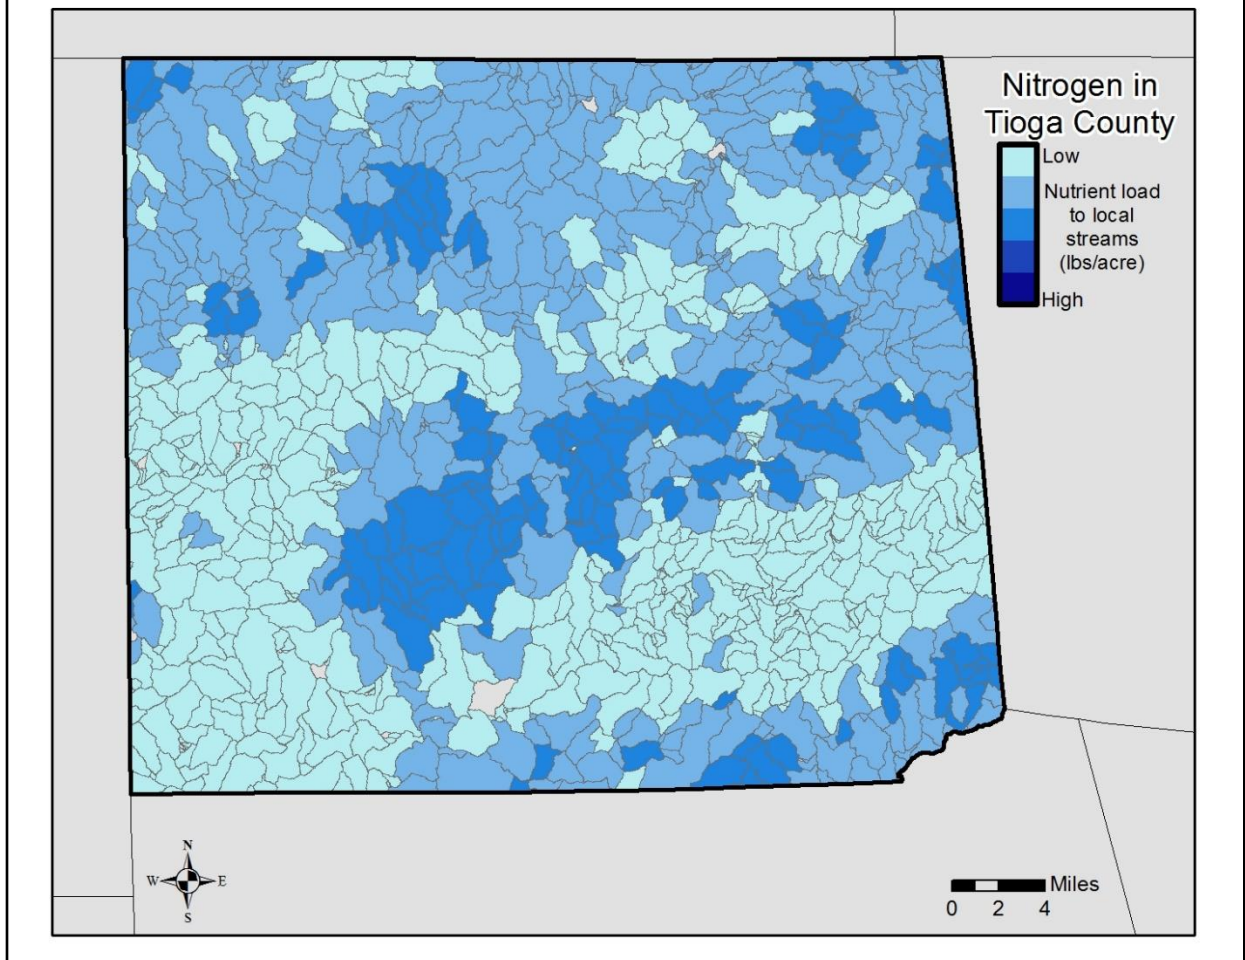 Nitrogen in
Tioga County
Low
Nutrient load
to local
streams
(lbs/acre)
High
N
W E
S
Miles
0 2 4